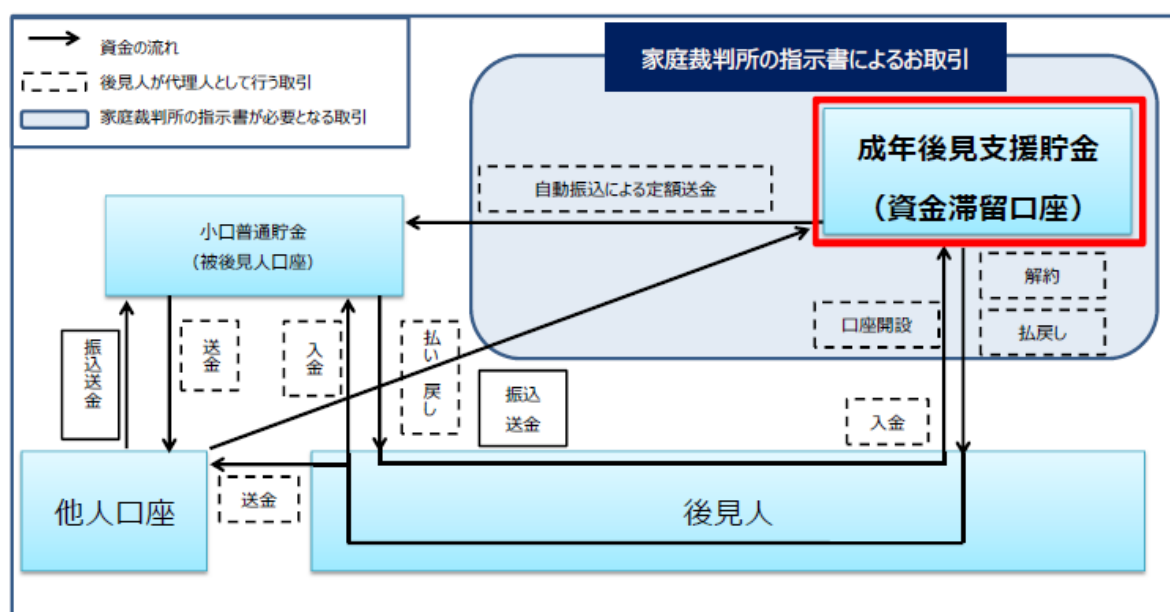 資金の流れ
後見人が代理人として行う取引
家庭裁判所の指示書が必要となる取引
家庭裁判所の指示書によるお取引
成年後見支援貯金
（資金滞留口座）
自動振込による定額送金
小口普通貯金
（被後見人口座）
解約
口座開設
払戻し
振込送金
送金
入金
払い戻し
振込
送金
入金
他人口座
送金
後見人